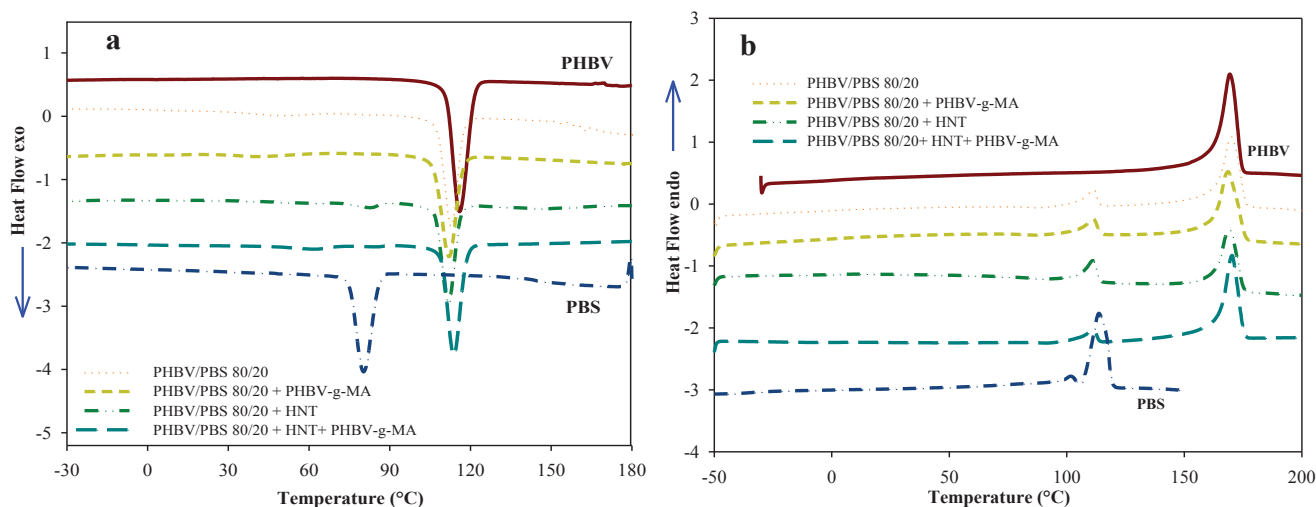 a
PHBV
PBS
PHBV/PBS 80/20
PHBV/PBS 80/20 + PHBV-g-MA
PHBV/PBS 80/20 + HNT
PHBV/PBS 80/20 + HNT+ PHBV-g-MA
1
0
-1
-2
-3
-4
-5
Heat Flow exo
-30
0
30
60
90
120
150
180
Temperature (°C)
b
PHBV/PBS 80/20
PHBV/PBS 80/20 + PHBV-g-MA
PHBV/PBS 80/20 + HNT
PHBV/PBS 80/20+ HNT+ PHBV-g-MA
PHBV
PBS
3
2
1
0
-1
-2
-3
-4
Heat Flow endo
-50
0
50
100
150
200
Temperature (°C)